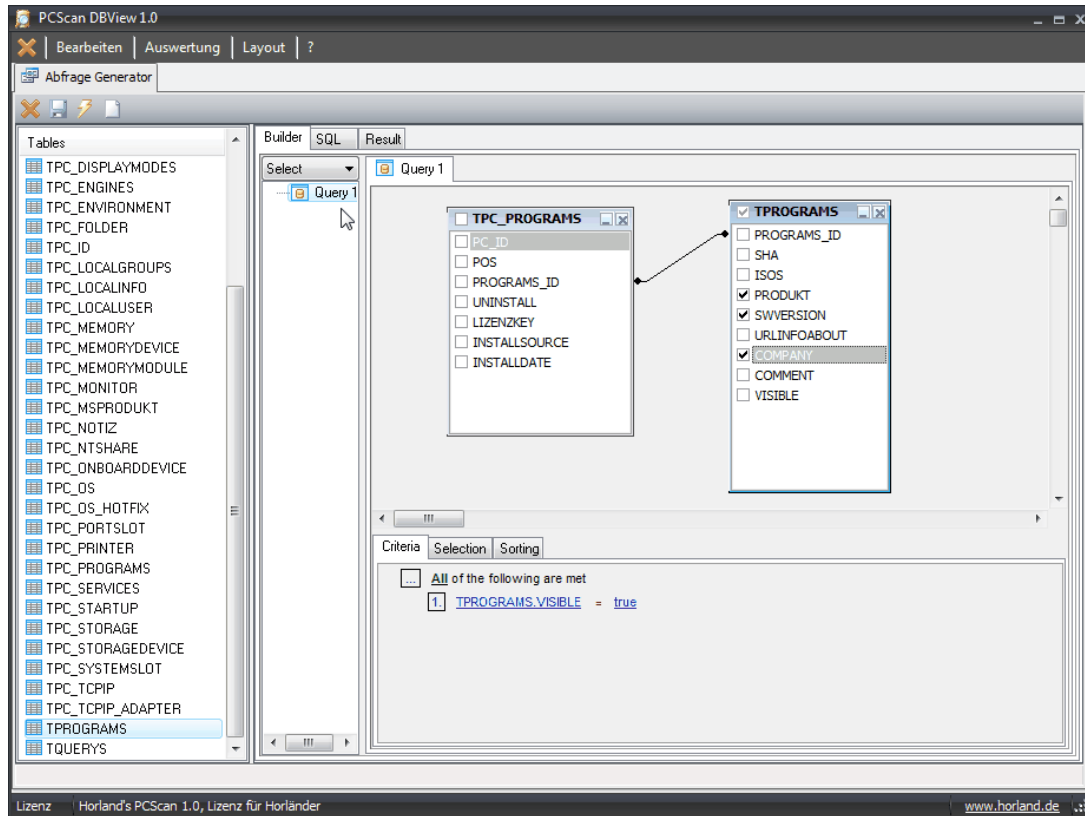 PCScan DBView 1.0
Bearbeiten Auswertung Layout ?
Abfrage Generator
Tables
TPC_DISPLAYMODES
TPC_ENGINES
TPC_ENVIRONMENT
TPC_FOLDER
TPC_ID
TPC_LOCALGROUPS
TPC_LOCALINFO
TPC_LOCALUSER
TPC_MEMORY
TPC_MEMORYDEVICE
TPC_MEMORYMODULE
TPC_MONITOR
TPC_MSPRODUKT
TPC_NOTIZ
TPC_NTSHARE
TPC_ONBOARDDEVICE
TPC_OS
TPC_OS_HOTFIX
TPC_PORTSLOT
TPC_PRINTER
TPC_PROGRAMS
TPC_SERVICES
TPC_STARTUP
TPC_STORAGE
TPC_STORAGEDEVICE
TPC_SYSTEMSLOT
TPC_TCPIP
TPC_TCPIP_ADAPTER
TPROGRAMS
TQUERYS
Builder SQL Result
Select
Query 1
Query 1
TPC_PROGRAMS
PC_ID
POS
PROGRAMS_ID
UNINSTALL
LIZENZKEY
INSTALLSOURCE
INSTALLDATE
TPROGRAMS
PROGRAMS_ID
SHA
ISOS
PRODUKT
SWVERSION
URLINFOABOUT
COMPANY
COMMENT
VISIBLE
Criteria Selection Sorting
... All of the following are met
1. TPROGRAMS.VISIBLE = true
Lizenz Horland's PCScan 1.0, Lizenz für Horländer www.horland.de